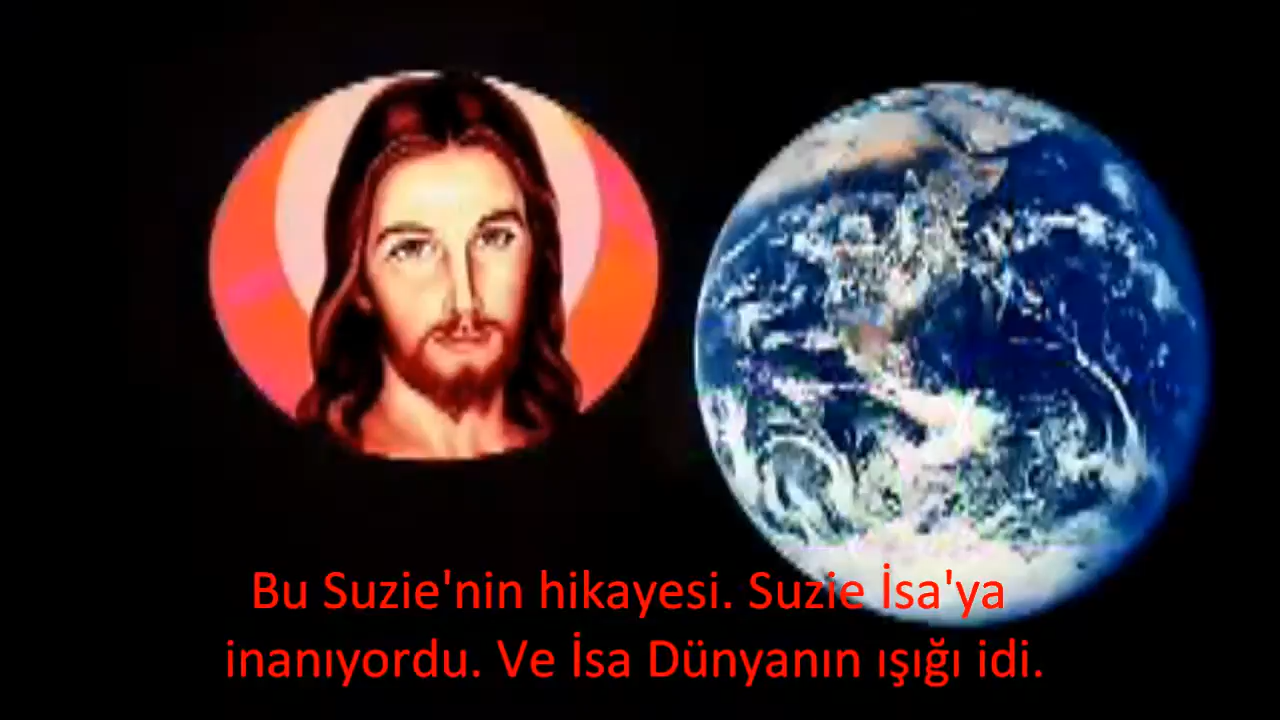 Bu Suzie'nin hikayesi. Suzie İsa'ya
inanıyordu. Ve İsa Dünyanın ışığı idi.